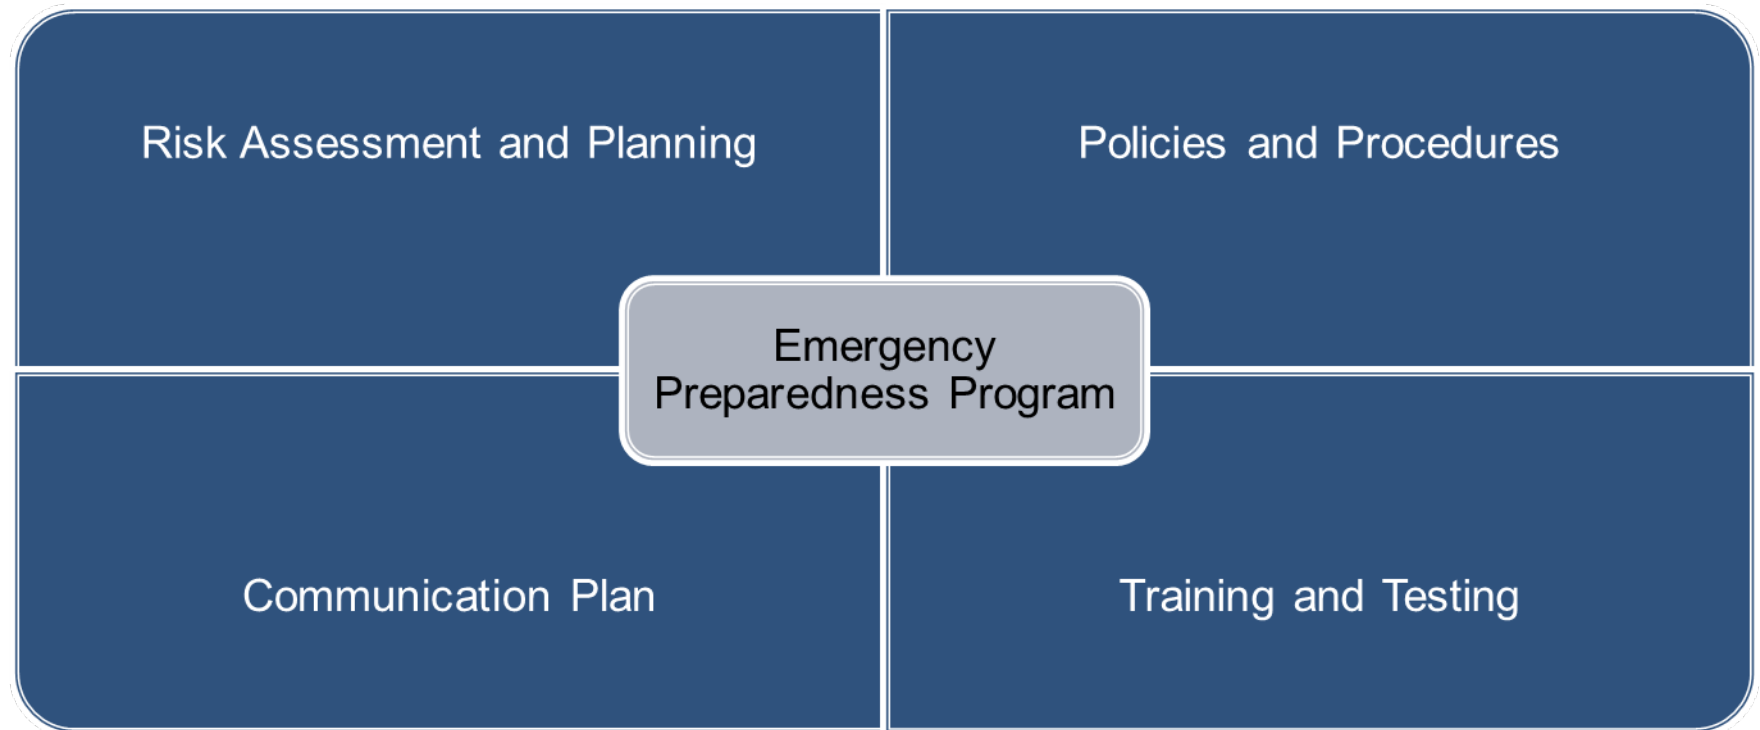 Risk Assessment and Planning
Policies and Procedures
Emergency
Preparedness Program
Communication Plan
Training and Testing